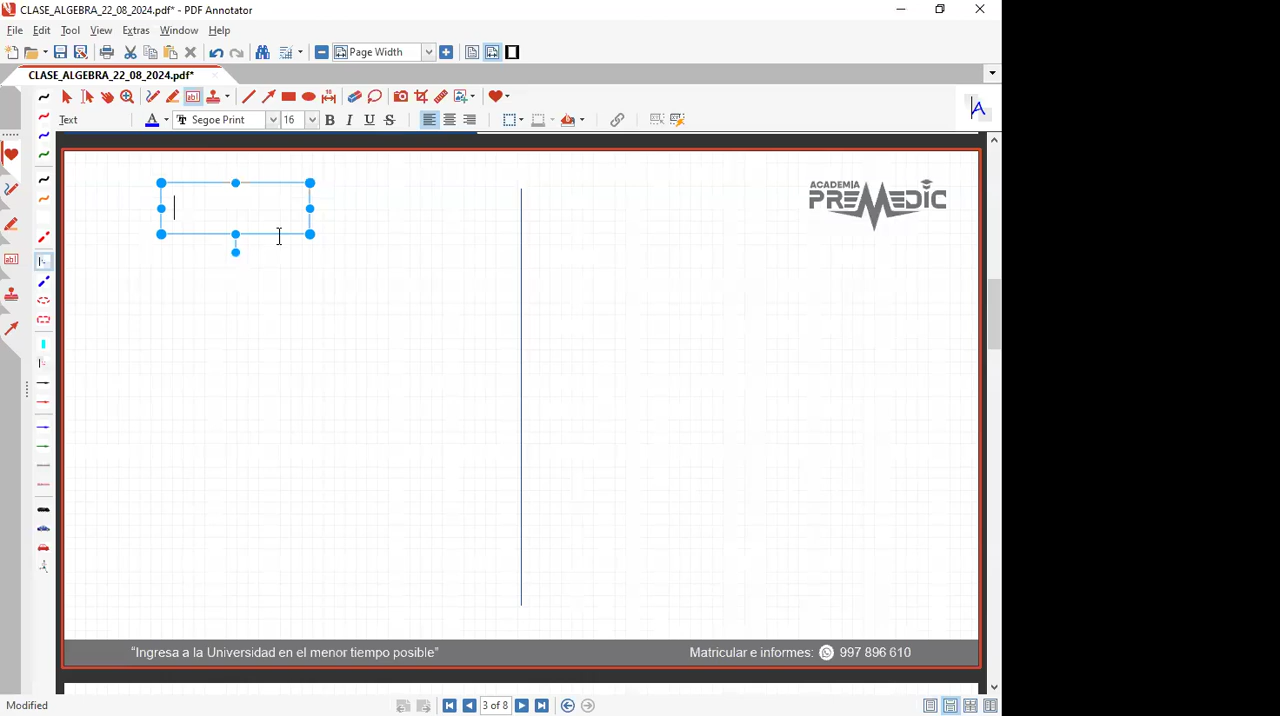 CLASE_ALGEBRA_22_08_2024.pdf* - PDF Annotator
File Edit Tool View Extras Window Help
Page Width
CLASE_ALGEBRA_22_08_2024.pdf*
Text Segoe Print 16 B I U S
ACADEMIA
PREMEDIC
“Ingresa a la Universidad en el menor tiempo posible” Matricular e informes: 997 896 610
Modified 3 of 8